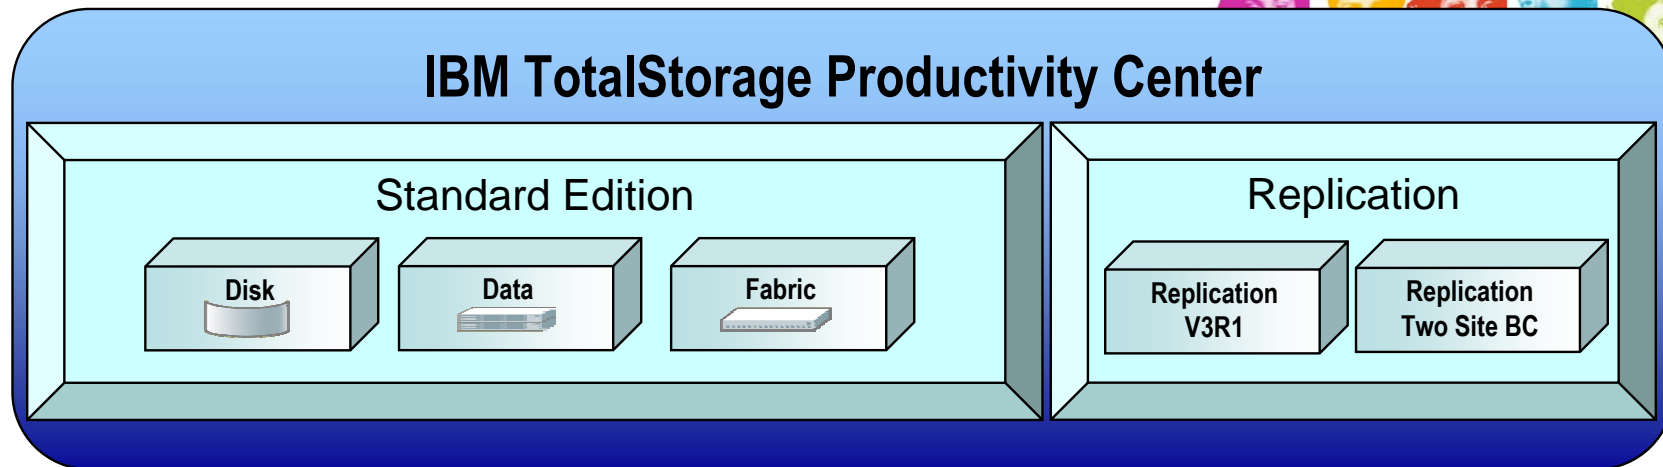 IBM TotalStorage Productivity Center
Standard Edition
Disk
Data
Fabric
Replication
Replication
V3R1
Replication
Two Site BC